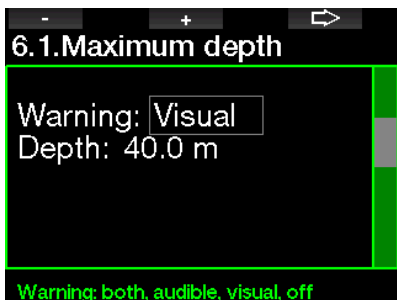 - + 
6.1.Maximum depth
Warning: Visual
Depth: 40.0 m
Warning: both, audible, visual, off